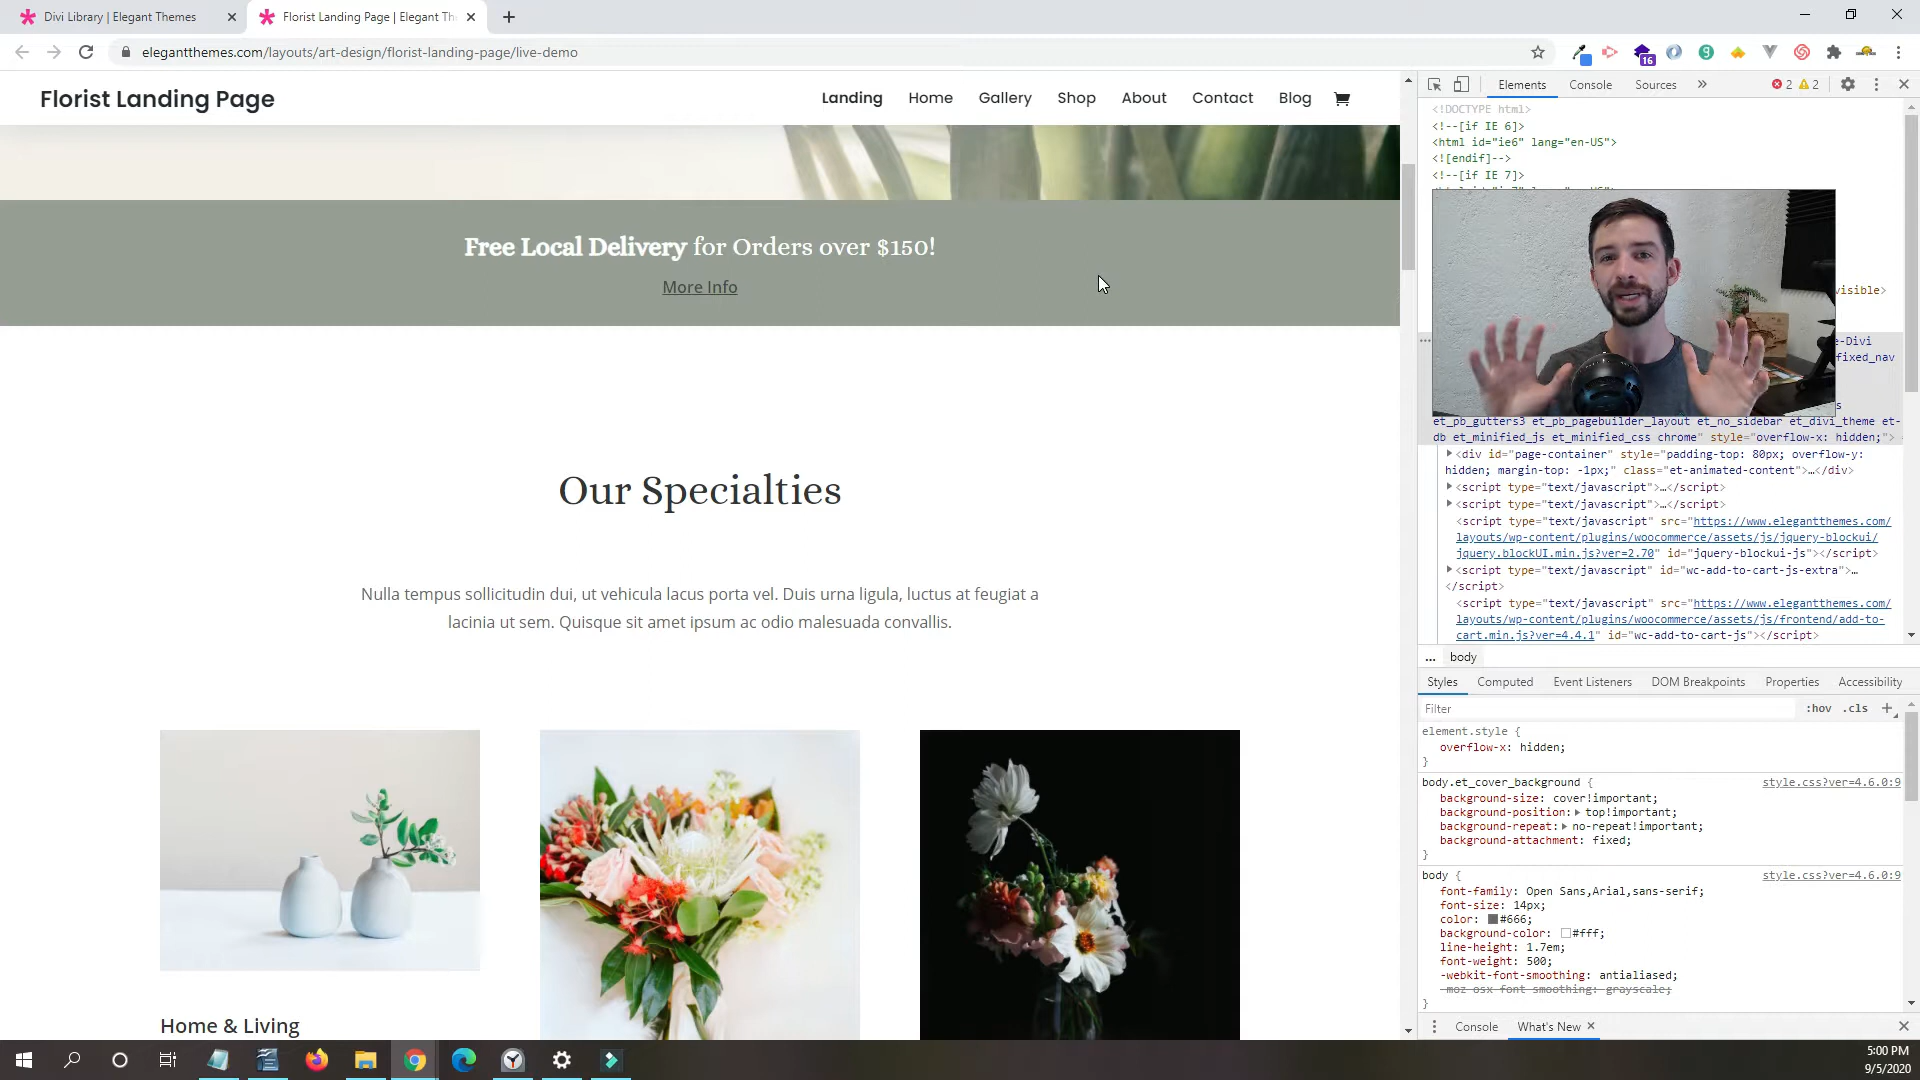 Divi Library | Elegant Themes
Florist Landing Page | Elegant Th
elegantthemes.com/layouts/art-design/florist-landing-page/live-demo
16
Florist Landing Page
Landing
Home
Gallery
Shop
About
Contact
Blog
Free Local Delivery for Orders over $150!
More Info
Our Specialties
Nulla tempus sollicitudin dui, ut vehicula lacus porta vel. Duis urna ligula, luctus at feugiat a
lacinia ut sem. Quisque sit amet ipsum ac odio malesuada convallis.
Home & Living
Elements
Console
Sources
2
2
<!DOCTYPE html>
<!--[if IE 6]>
<html id="ie6" lang="en-US">
<![endif]-->
<!--[if IE 7]>
visible>
e-Divi
fixed_nav
s
et_pb_gutters3 et_pb_pagebuilder_layout et_no_sidebar et_divi_theme et-
db et_minified_js et_minified_css chrome" style="overflow-x: hidden;">
<div id="page-container" style="padding-top: 80px; overflow-y:
hidden; margin-top: -1px;" class="et-animated-content">…</div>
<script type="text/javascript">…</script>
<script type="text/javascript">…</script>
<script type="text/javascript" src="https://www.elegantthemes.com/
layouts/wp-content/plugins/woocommerce/assets/js/jquery-blockui/
jquery.blockUI.min.js?ver=2.70" id="jquery-blockui-js"></script>
<script type="text/javascript" id="wc-add-to-cart-js-extra">…
</script>
<script type="text/javascript" src="https://www.elegantthemes.com/
layouts/wp-content/plugins/woocommerce/assets/js/frontend/add-to-
cart.min.js?ver=4.4.1" id="wc-add-to-cart-js"></script>
... body
Styles
Computed
Event Listeners
DOM Breakpoints
Properties
Accessibility
Filter
:hov .cls +
element.style {
overflow-x: hidden;
}
body.et_cover_background {
style.css?ver=4.6.0:9
background-size: cover!important;
background-position: top!important;
background-repeat: no-repeat!important;
background-attachment: fixed;
}
body {
style.css?ver=4.6.0:9
font-family: Open Sans,Arial,sans-serif;
font-size: 14px;
color: #666;
background-color: #fff;
line-height: 1.7em;
font-weight: 500;
-webkit-font-smoothing: antialiased;
-moz-osx-font-smoothing: grayscale;
}
Console
What's New
5:00 PM
9/5/2020